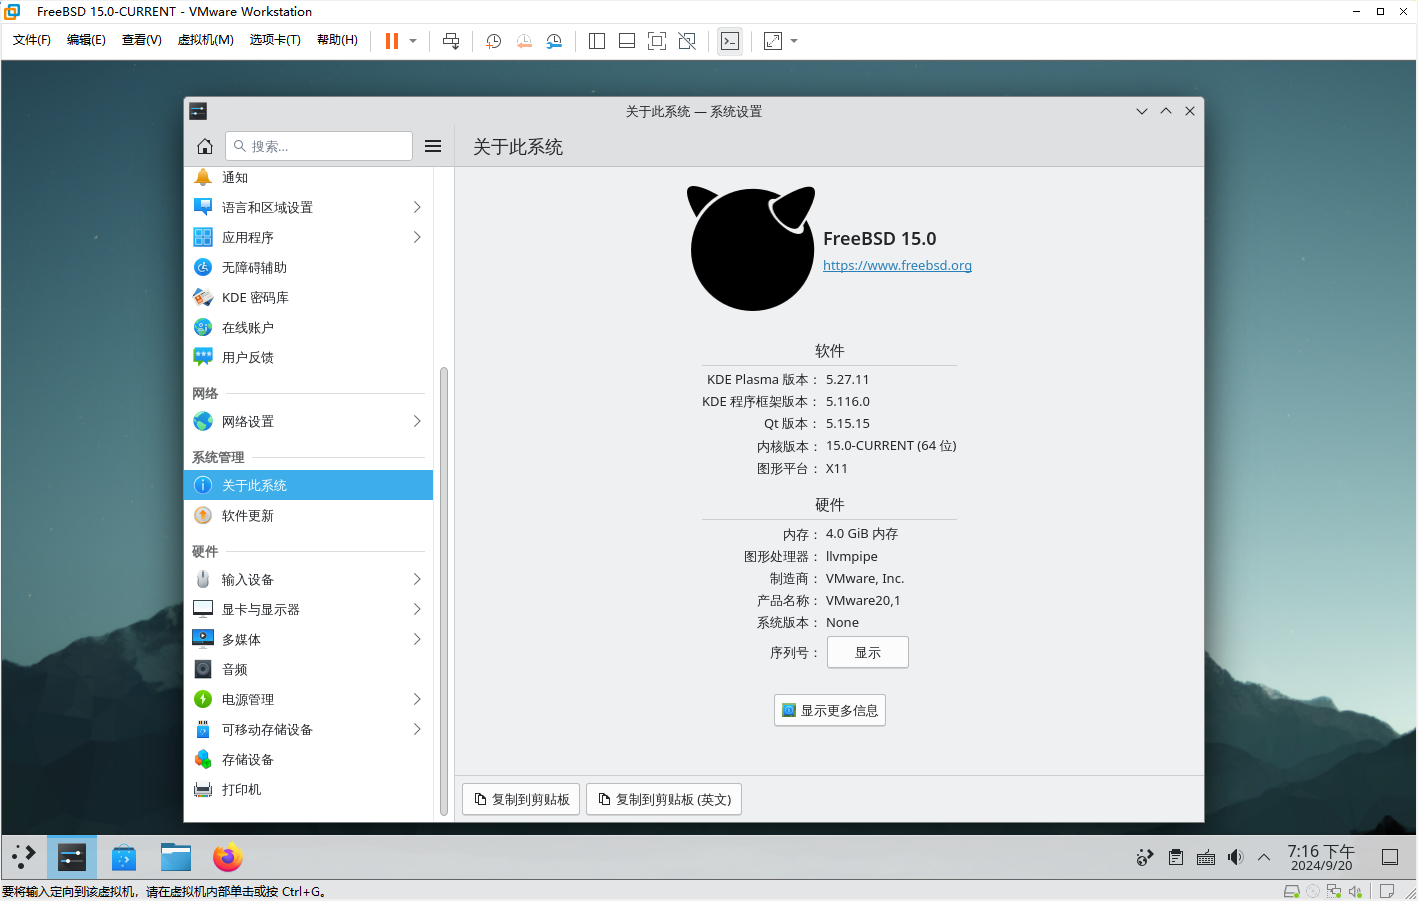 FreeBSD 15.0-CURRENT - VMware Workstation
文件(F) 编辑(E) 查看(V) 虚拟机(M) 选项卡(T) 帮助(H)
关于此系统 — 系统设置
搜索...
关于此系统
通知
语言和区域设置
应用程序
无障碍辅助
KDE 密码库
在线账户
用户反馈
网络
网络设置
系统管理
关于此系统
软件更新
硬件
输入设备
显卡与显示器
多媒体
音频
电源管理
可移动存储设备
存储设备
打印机
FreeBSD 15.0
https://www.freebsd.org
软件
KDE Plasma 版本： 5.27.11
KDE 程序框架版本： 5.116.0
Qt 版本： 5.15.15
内核版本： 15.0-CURRENT (64 位)
图形平台： X11
硬件
内存： 4.0 GiB 内存
图形处理器： llvmpipe
制造商： VMware, Inc.
产品名称： VMware20,1
系统版本： None
序列号： 显示
显示更多信息
复制到剪贴板 复制到剪贴板 (英文)
7:16 下午
2024/9/20
要将输入定向到该虚拟机，请在虚拟机内部单击或按 Ctrl+G。